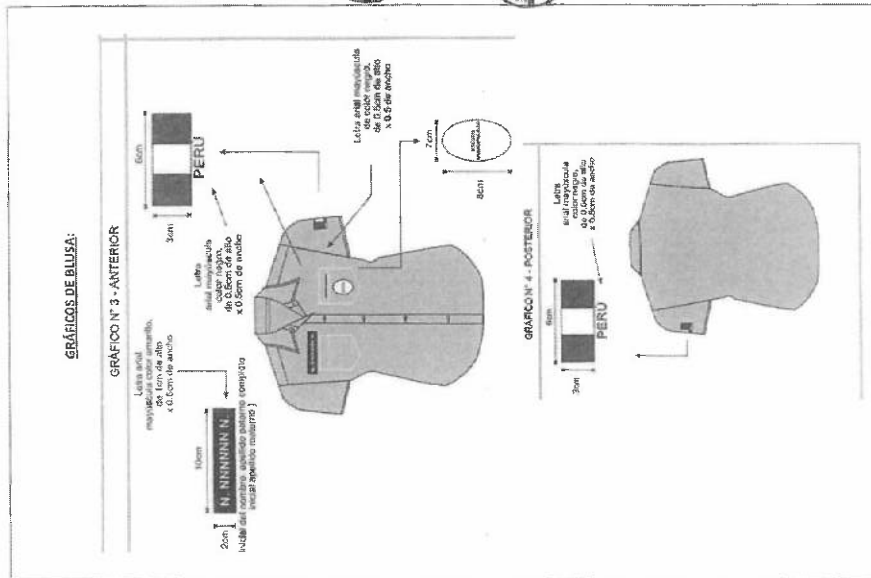 GRÁFICOS DE BLUSA:
GRÁFICO N° 3 - ANTERIOR
Letra arial
mayúscula color amarillo,
de 1cm de alto
x 0.5cm de ancho
10cm
2cm
N. NNNNNNN N.
Inicial del nombre, apellido paterno completo
inicial apellido materno)
Letra
arial mayúscula
color negro,
de 0.5cm de alto
x 0.5cm de ancho
6cm
3cm
PERÚ
Letra arial mayúscula
de color negro,
de 0.5cm de alto
x 0.5 de ancho
7cm
8cm
GRÁFICO N° 4 - POSTERIOR
6cm
3cm
PERÚ
Letra
arial mayúscula
color negro,
de 0.5cm de alto
x 0.5cm de ancho